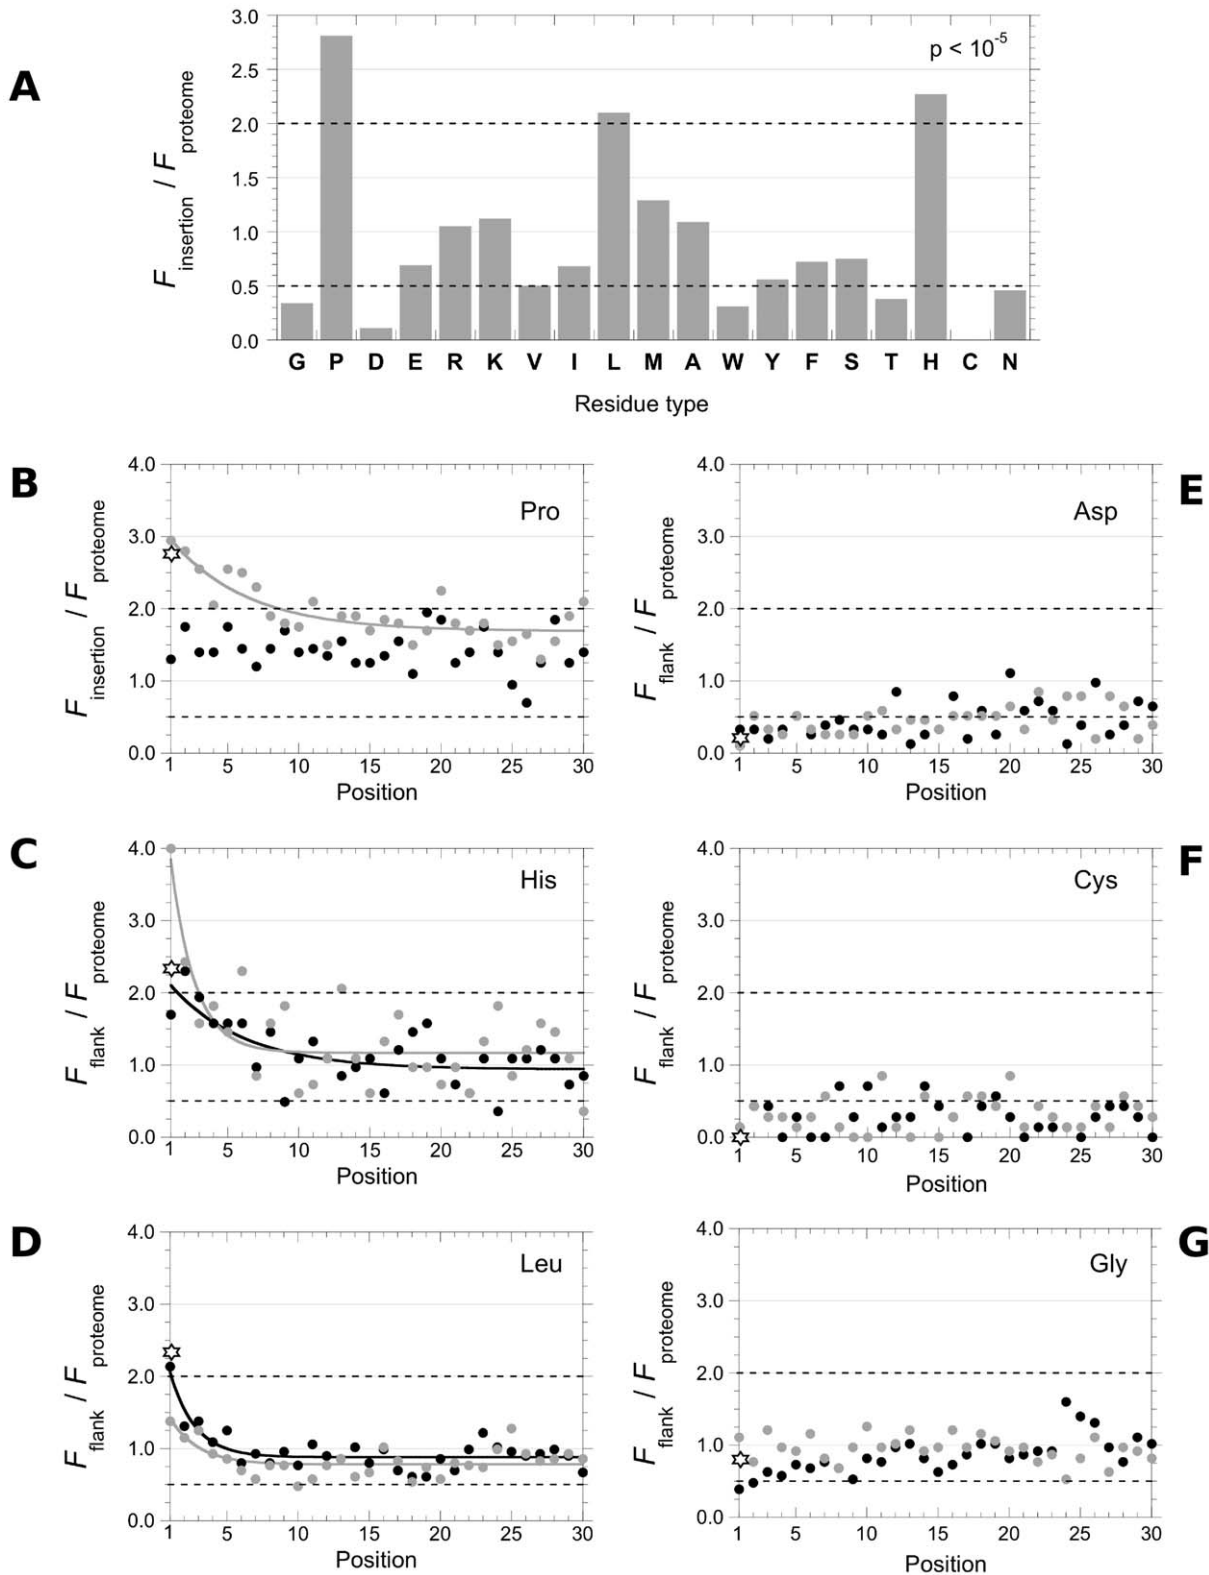 A
3.0
2.5
2.0
1.5
1.0
0.5
0.0
F insertion / F proteome
p < 10-5
G P D E R K V I L M A W Y F S T H C N
Residue type
B
4.0
3.0
2.0
1.0
0.0
F insertion / F proteome
Pro
1 5 10 15 20 25 30
Position
E
4.0
3.0
2.0
1.0
0.0
F flank / F proteome
Asp
1 5 10 15 20 25 30
Position
C
4.0
3.0
2.0
1.0
0.0
F flank / F proteome
His
1 5 10 15 20 25 30
Position
F
4.0
3.0
2.0
1.0
0.0
F flank / F proteome
Cys
1 5 10 15 20 25 30
Position
D
4.0
3.0
2.0
1.0
0.0
F flank / F proteome
Leu
1 5 10 15 20 25 30
Position
G
4.0
3.0
2.0
1.0
0.0
F flank / F proteome
Gly
1 5 10 15 20 25 30
Position